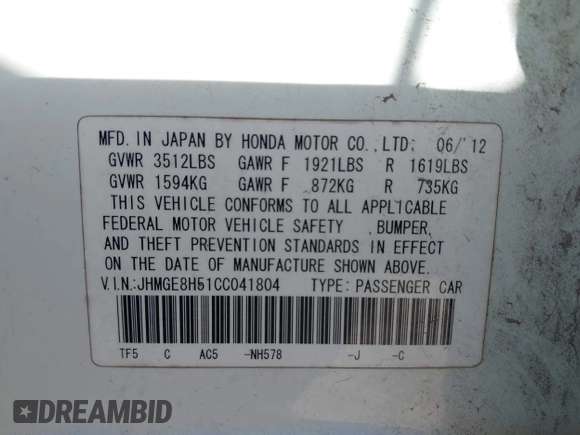 MFD. IN JAPAN BY HONDA MOTOR CO., LTD: 06/'12
GVWR 3512LBS GAWR F 1921LBS R 1619LBS
GVWR 1594KG GAWR F 872KG R 735KG
THIS VEHICLE CONFORMS TO ALL APPLICABLE
FEDERAL MOTOR VEHICLE SAFETY , BUMPER,
AND THEFT PREVENTION STANDARDS IN EFFECT
ON THE DATE OF MANUFACTURE SHOWN ABOVE.
V.I.N.:JHMGE8H51CC041804 TYPE: PASSENGER CAR
TF5 C AC5 -NH578 -J -C
DREAMBID